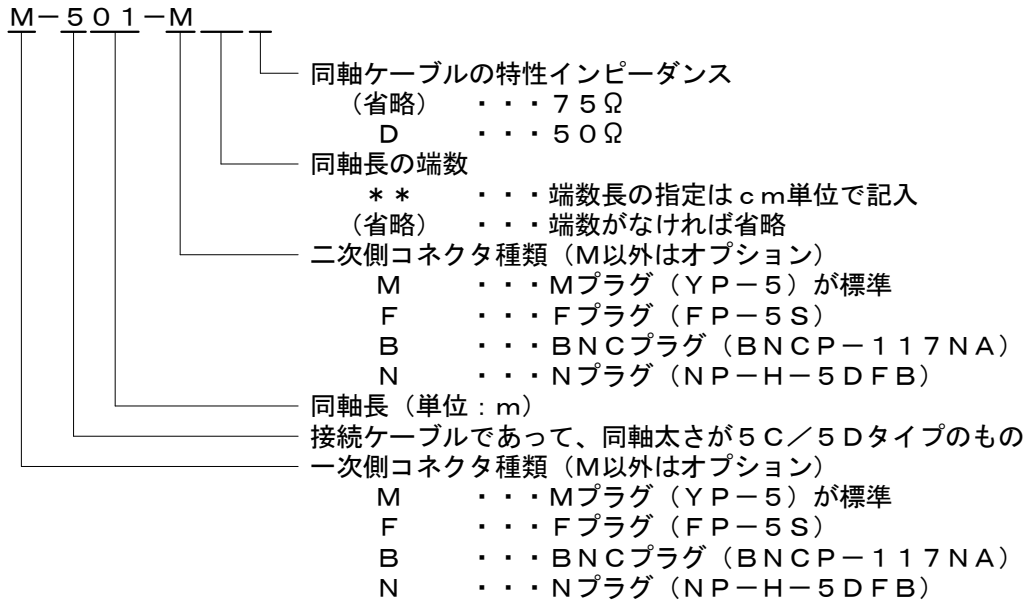 M-501-M
同軸ケーブルの特性インピーダンス
(省略) ・・・75Ω
D ・・・50Ω
同軸長の端数
** ・・・端数長の指定はcm単位で記入
(省略) ・・・端数がなければ省略
二次側コネクタ種類(M以外はオプション)
M ・・・Mプラグ(YP-5)が標準
F ・・・Fプラグ(FP-5S)
B ・・・BNCプラグ(BNCP-117NA)
N ・・・Nプラグ(NP-H-5DFB)
同軸長(単位:m)
接続ケーブルであって、同軸太さが5C/5Dタイプのもの
一次側コネクタ種類(M以外はオプション)
M ・・・Mプラグ(YP-5)が標準
F ・・・Fプラグ(FP-5S)
B ・・・BNCプラグ(BNCP-117NA)
N ・・・Nプラグ(NP-H-5DFB)